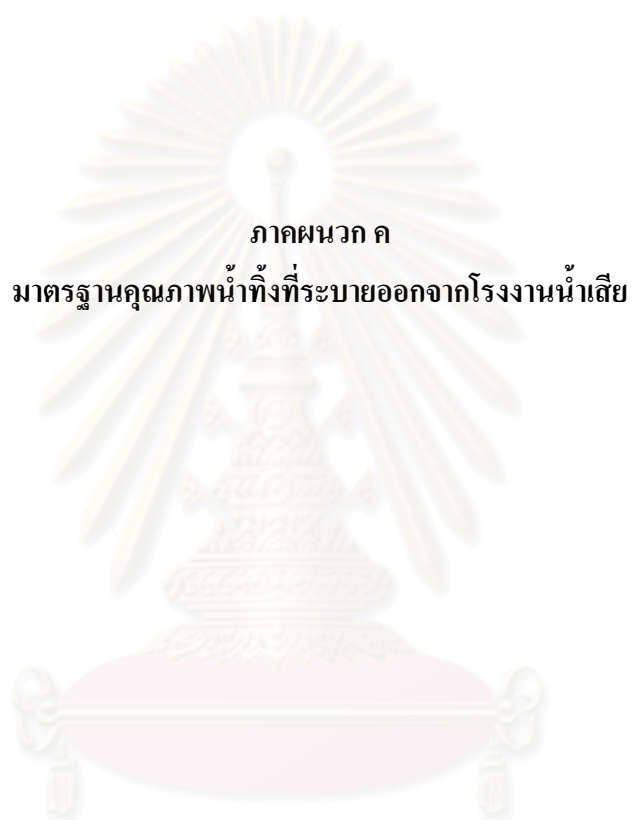 ภาคผนวก ค
มาตรฐานคุณภาพน้ำทิ้งที่ระบายออกจากโรงงานน้ำเสีย